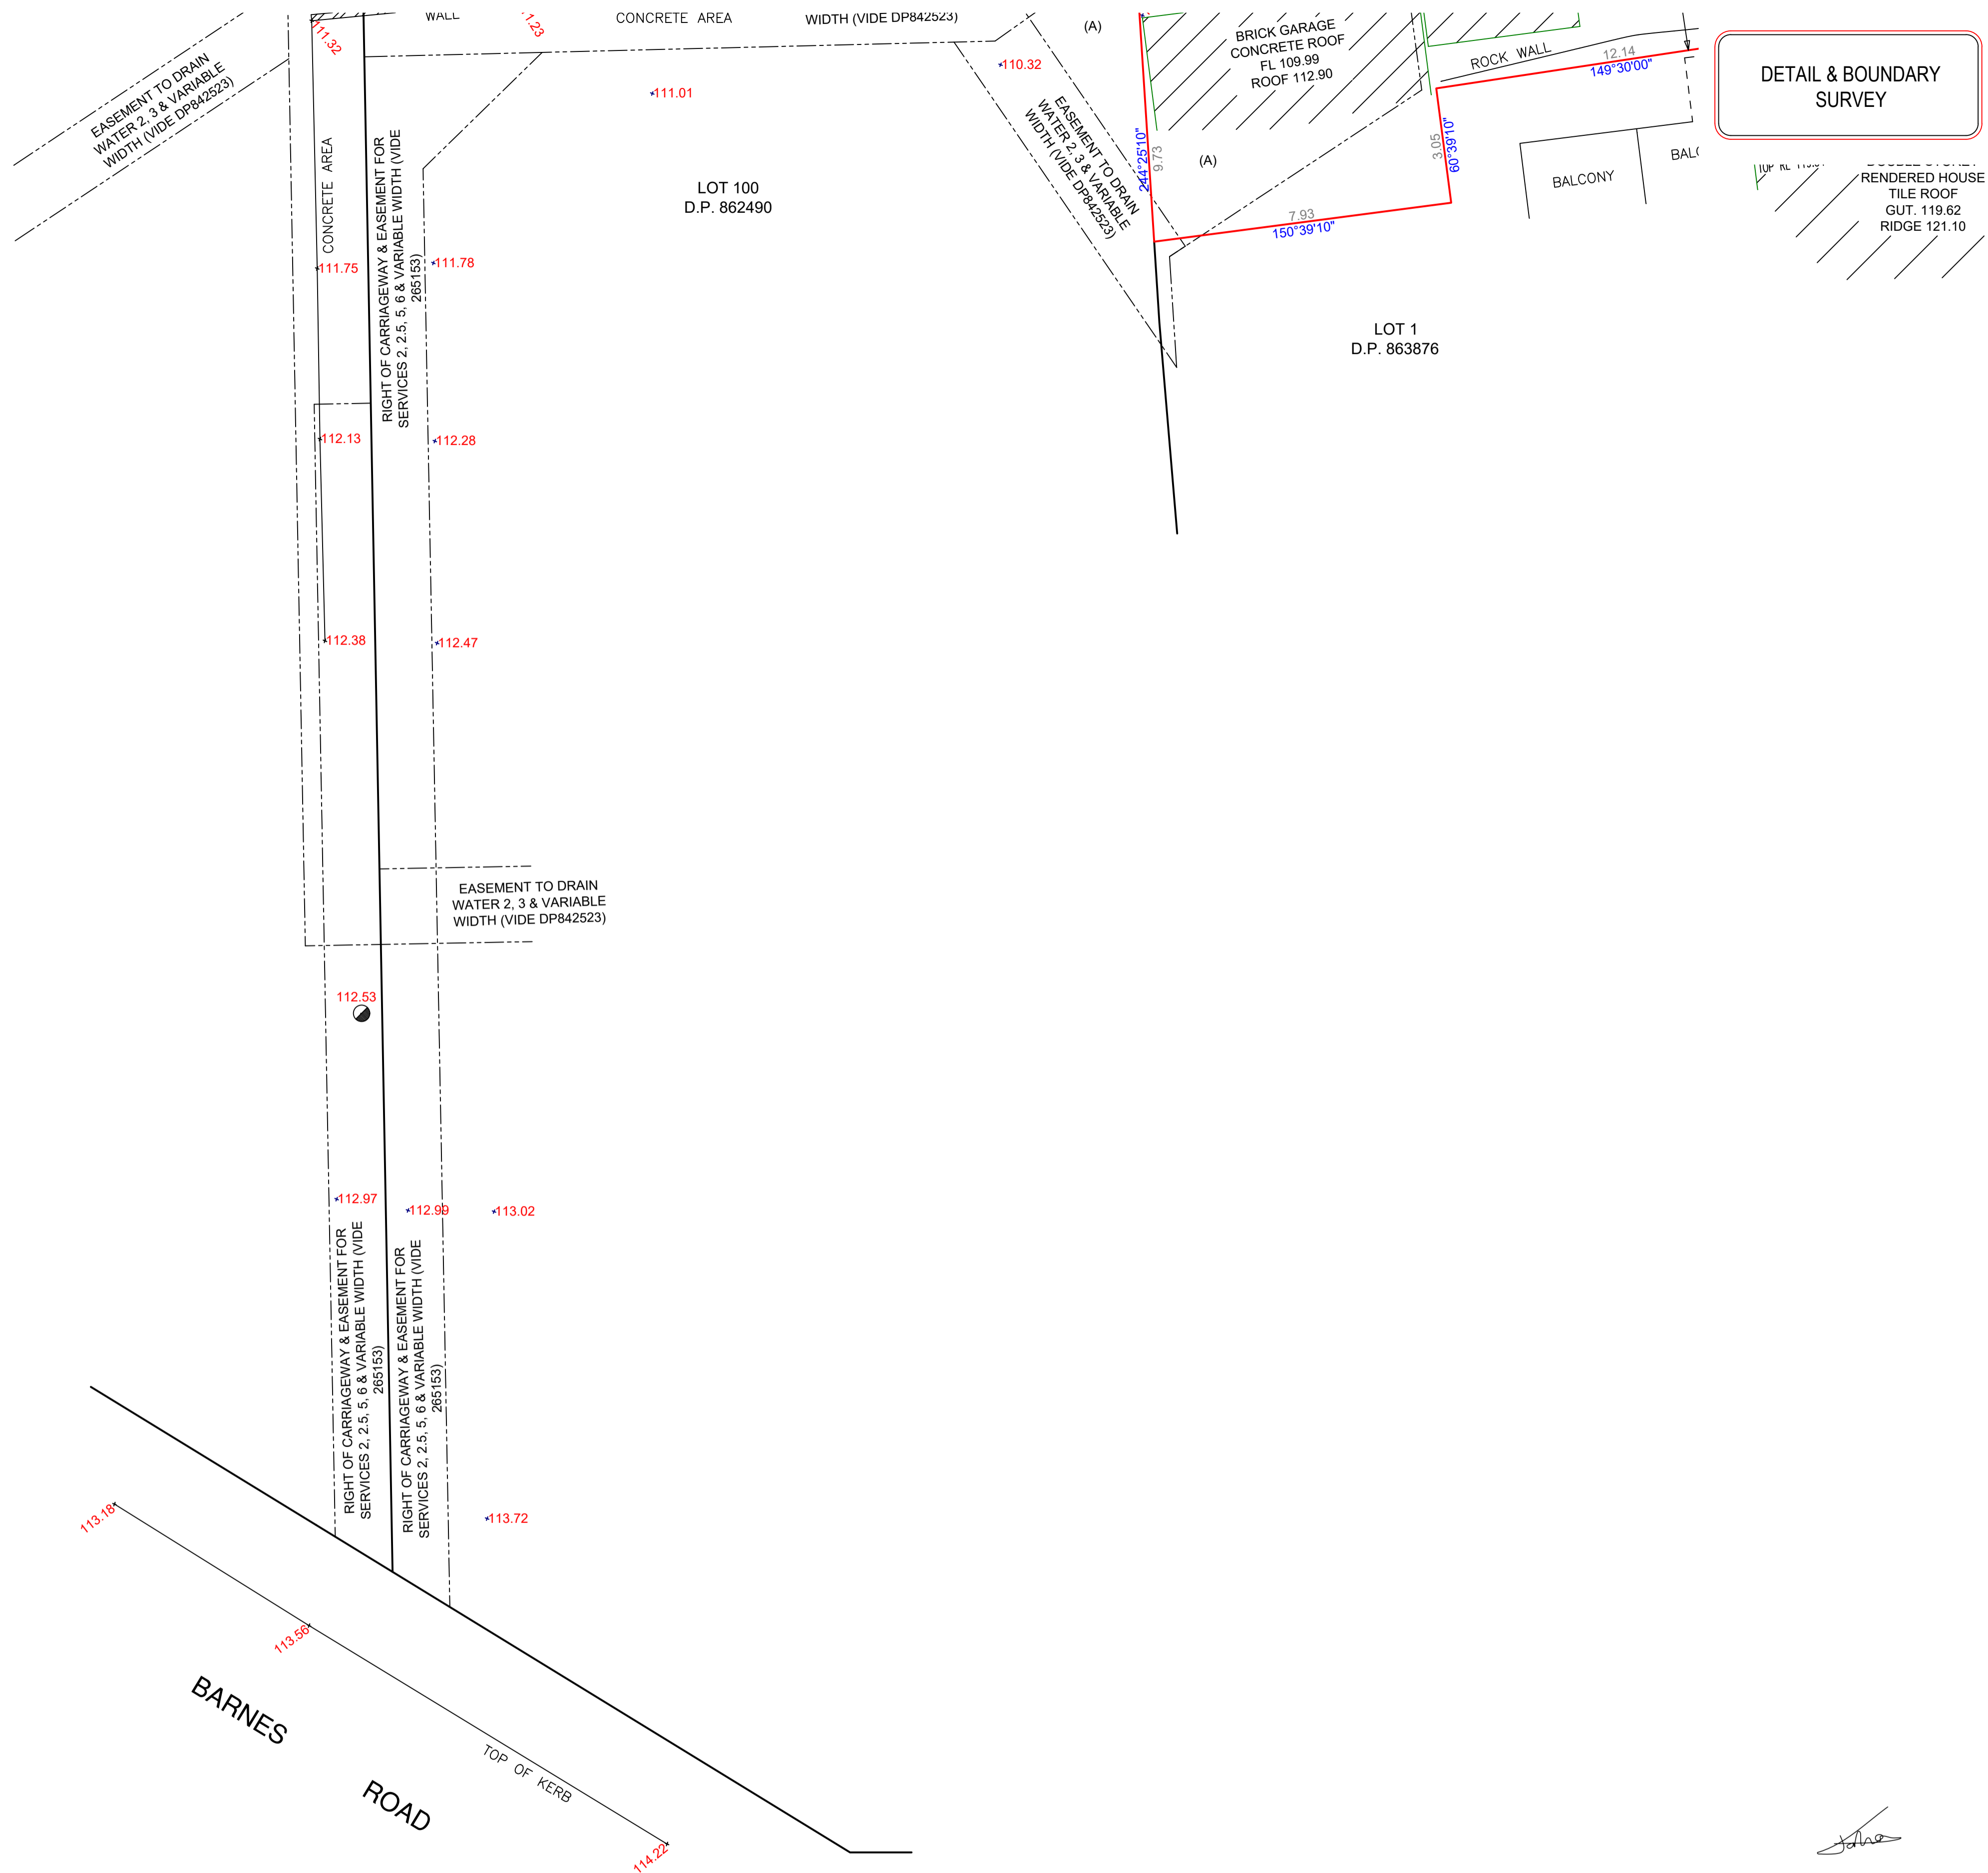 WALL
CONCRETE AREA
WIDTH (VIDE DP842523)
(A)
111.32
EASEMENT TO DRAIN
WATER 2, 3 & VARIABLE
WIDTH (VIDE DP842523)
110.32
111.01
BRICK GARAGE
CONCRETE ROOF
FL 109.99
ROOF 112.90
ROCK WALL
12.14
149°30'00"
DETAIL & BOUNDARY
SURVEY
CONCRETE AREA
RIGHT OF CARRIAGEWAY & EASEMENT FOR
SERVICES 2, 2.5, 5, 6 & VARIABLE WIDTH (VIDE
265153)
EASEMENT TO DRAIN
WATER 2, 3 & VARIABLE
WIDTH (VIDE DP842523)
244°25'10"
9.73
(A)
3.05
60°39'10"
BALCONY
RENDERED HOUSE
TILE ROOF
GUT. 119.62
RIDGE 121.10
LOT 100
D.P. 862490
7.93
150°39'10"
111.75
111.78
LOT 1
D.P. 863876
112.13
112.28
112.38
112.47
EASEMENT TO DRAIN
WATER 2, 3 & VARIABLE
WIDTH (VIDE DP842523)
112.53
112.97
112.99
113.02
RIGHT OF CARRIAGEWAY & EASEMENT FOR
SERVICES 2, 2.5, 5, 6 & VARIABLE WIDTH (VIDE
265153)
RIGHT OF CARRIAGEWAY & EASEMENT FOR
SERVICES 2, 2.5, 5, 6 & VARIABLE WIDTH (VIDE
265153)
113.18
113.72
113.56
BARNES
ROAD
TOP OF KERB
114.22